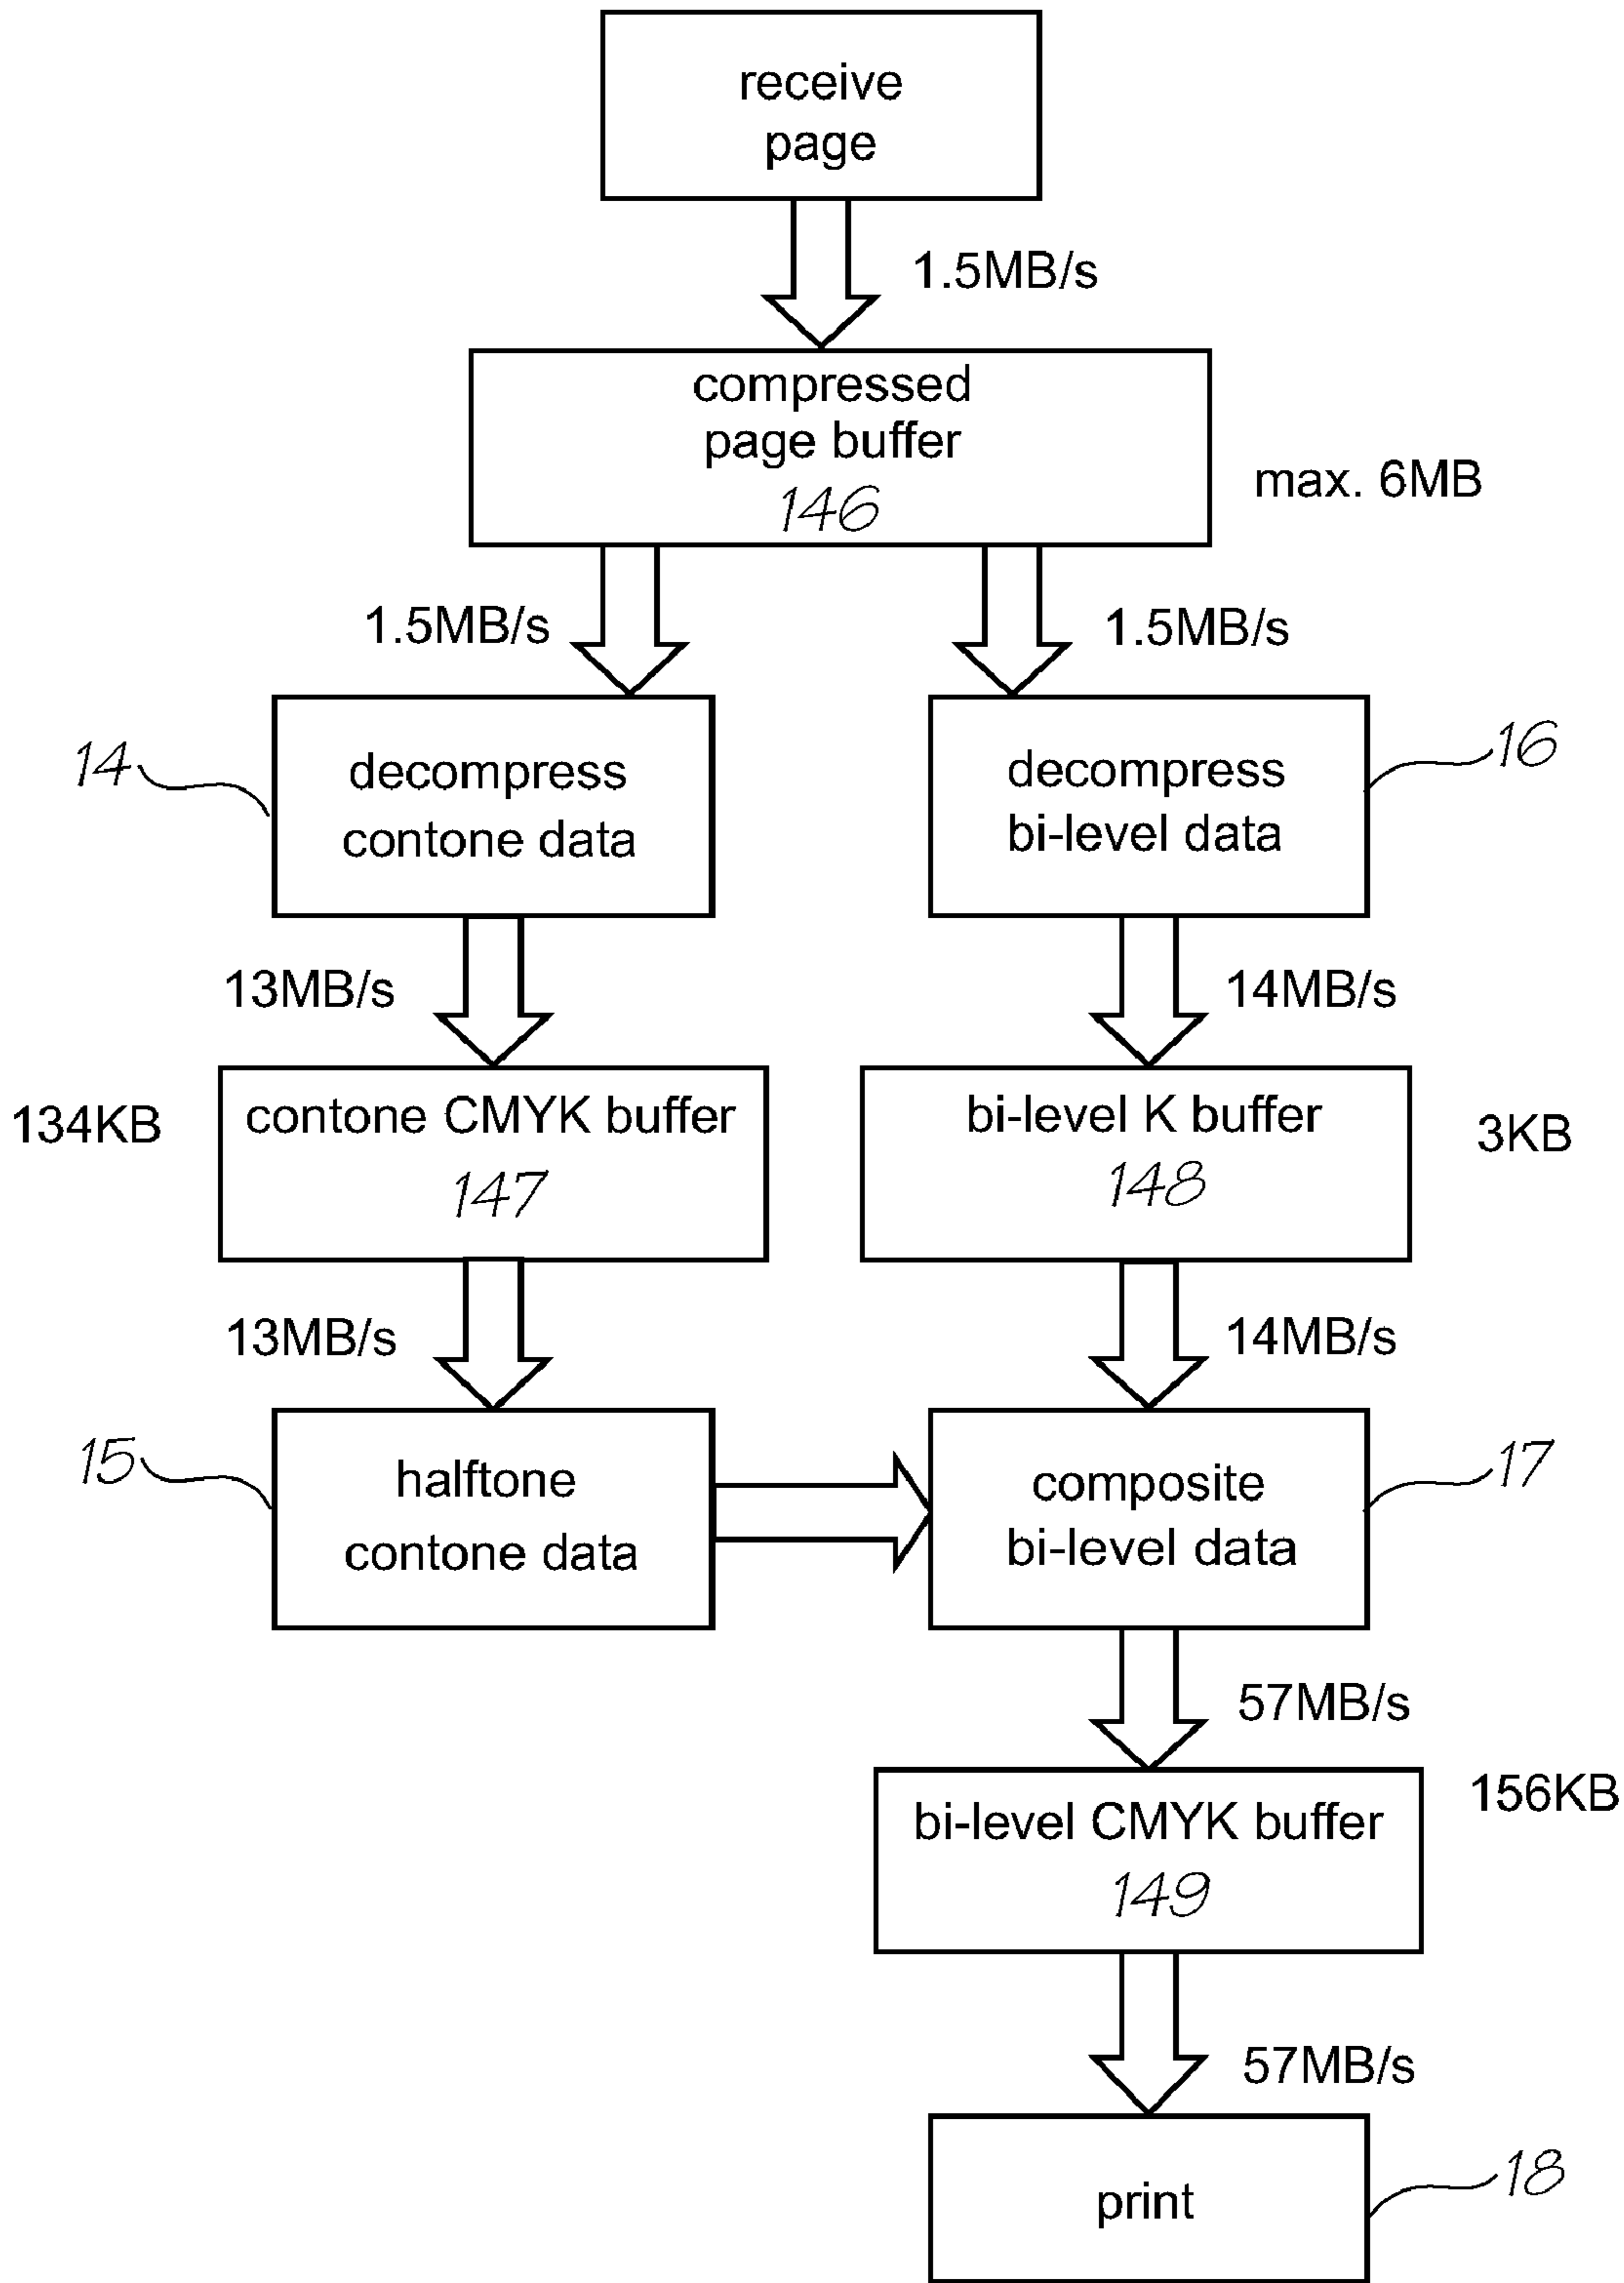 receive
page
1.5MB/s
compressed
page buffer
146
max. 6MB
1.5MB/s
1.5MB/s
14
decompress
contone data
decompress
bi-level data
16
13MB/s
14MB/s
134KB
contone CMYK buffer
147
bi-level K buffer
148
3KB
13MB/s
14MB/s
15
halftone
contone data
composite
bi-level data
17
57MB/s
156KB
bi-level CMYK buffer
149
57MB/s
print
18